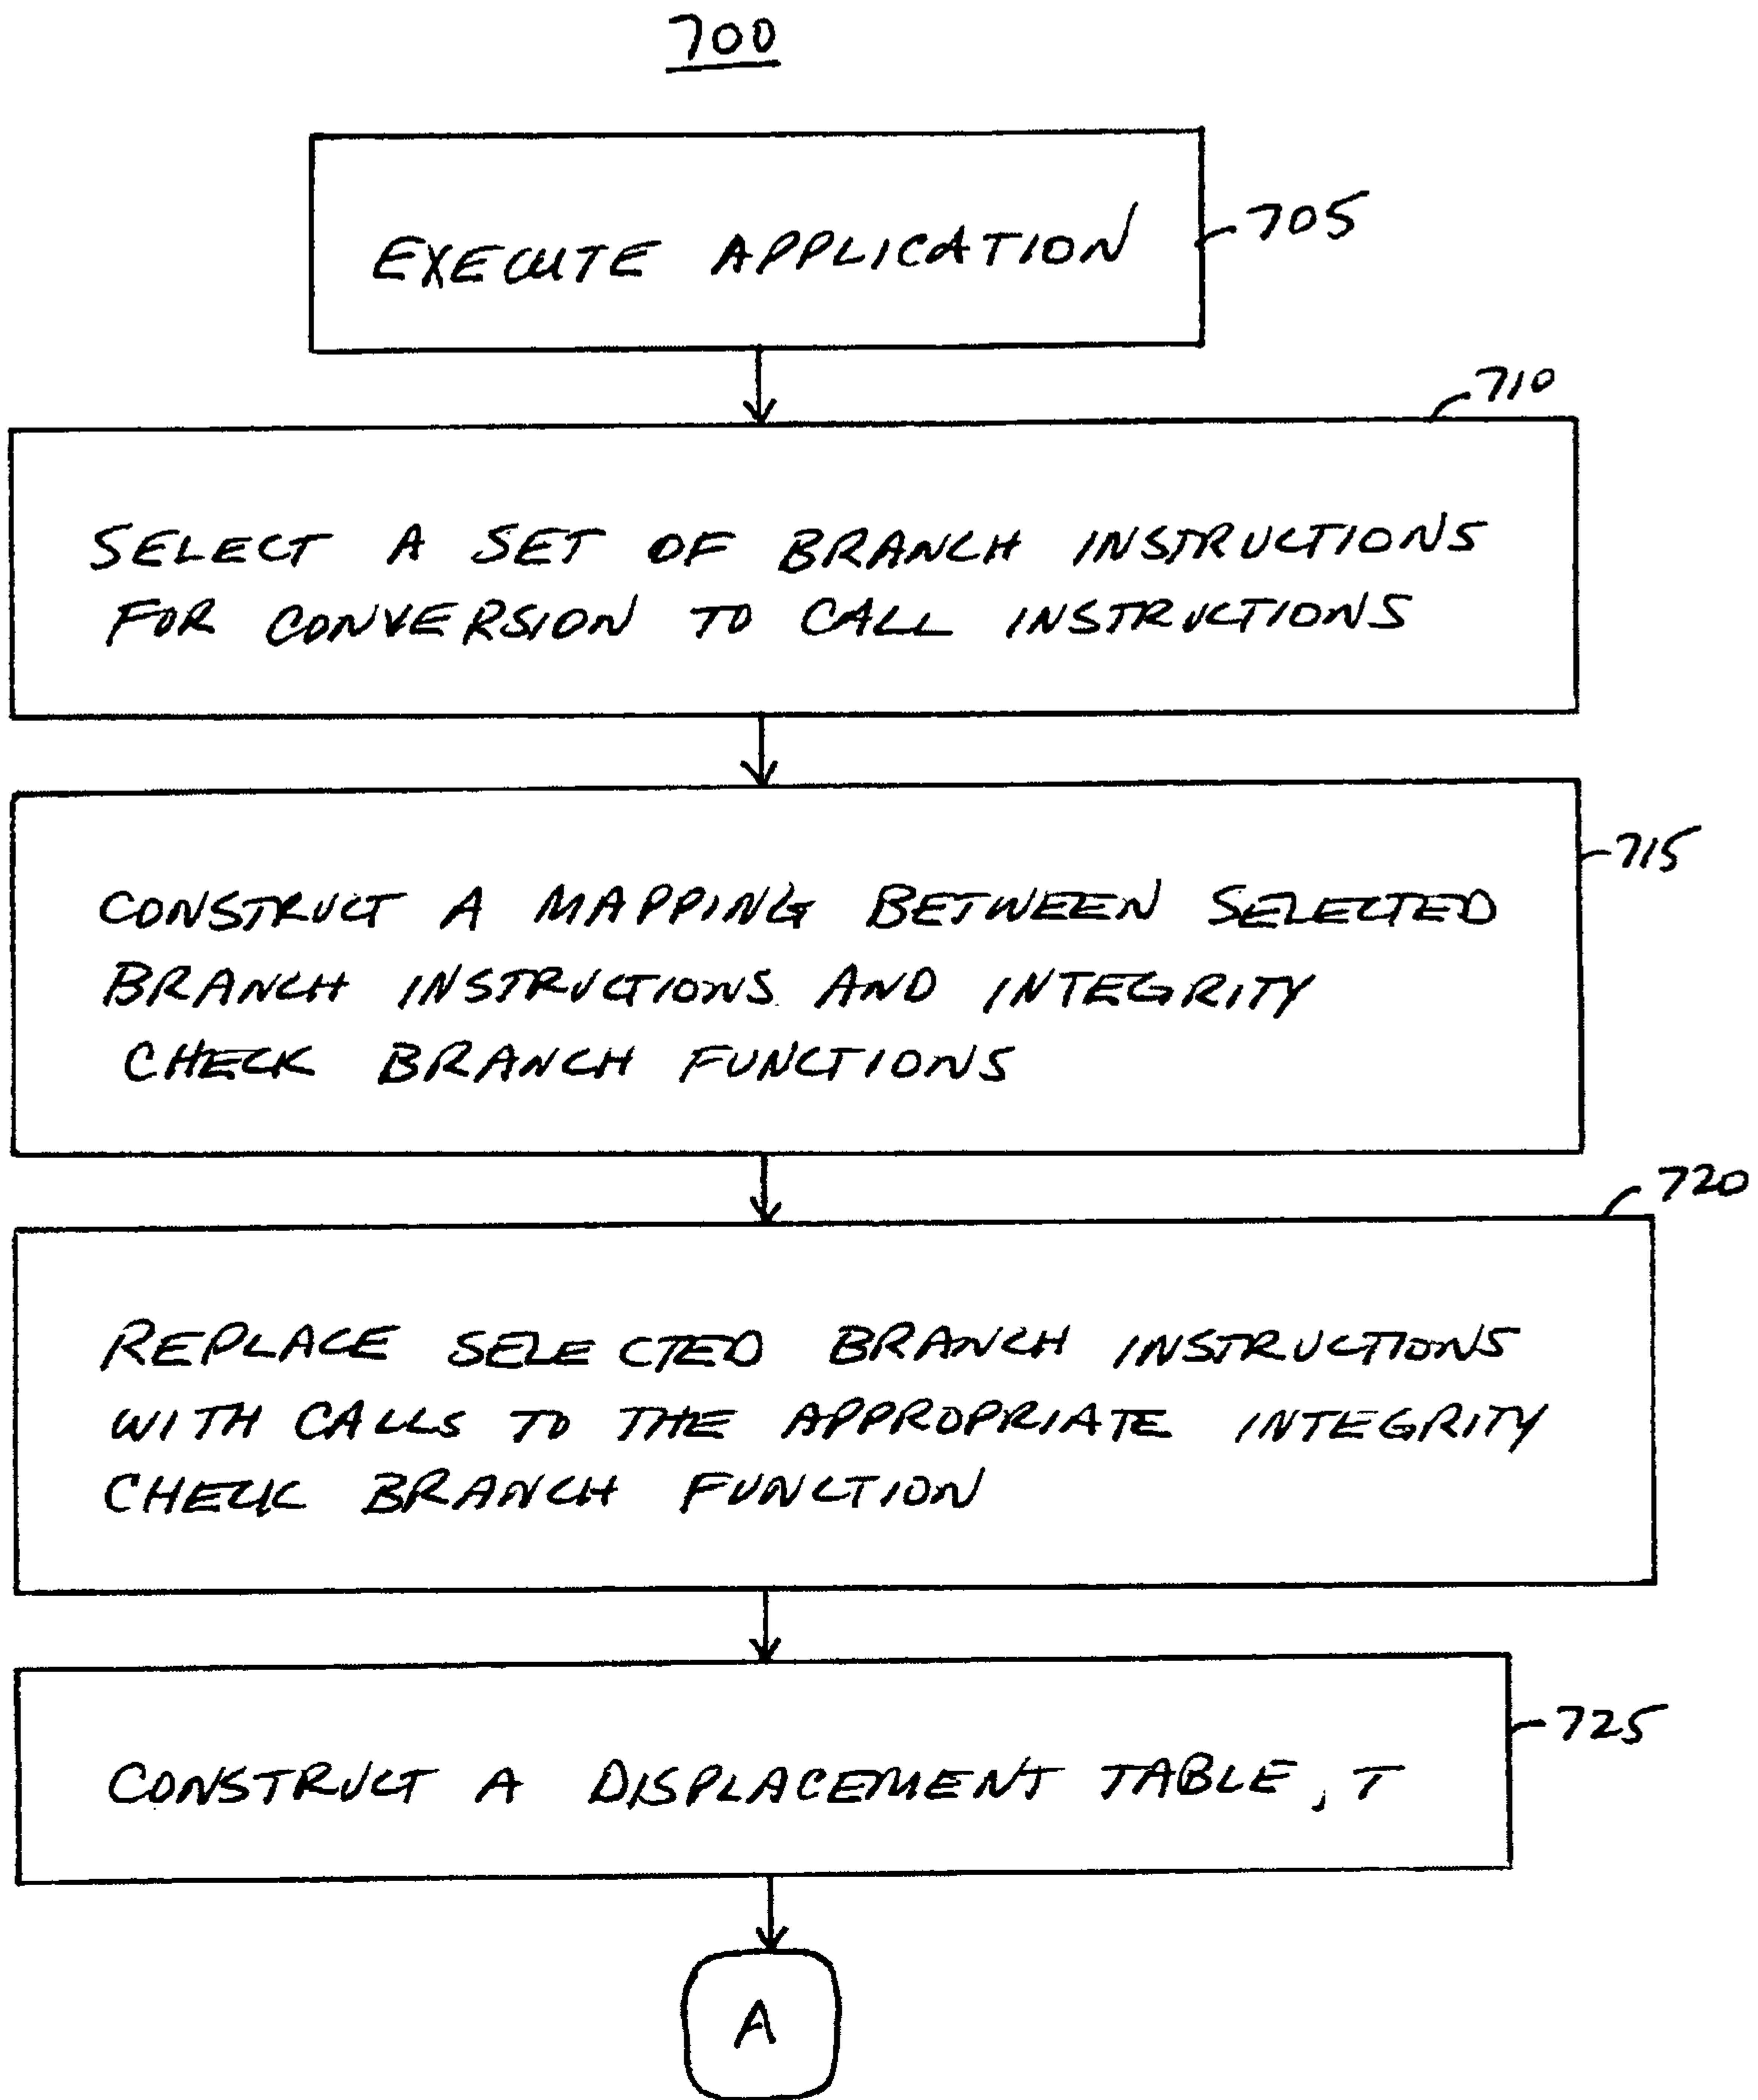 700
EXECUTE APPLICATION
705
710
SELECT A SET OF BRANCH INSTRUCTIONS
FOR CONVERSION TO CALL INSTRUCTIONS
715
CONSTRUCT A MAPPING BETWEEN SELECTED
BRANCH INSTRUCTIONS AND INTEGRITY
CHECK BRANCH FUNCTIONS
720
REPLACE SELECTED BRANCH INSTRUCTIONS
WITH CALLS TO THE APPROPRIATE INTEGRITY
CHECK BRANCH FUNCTION
725
CONSTRUCT A DISPLACEMENT TABLE, T
A